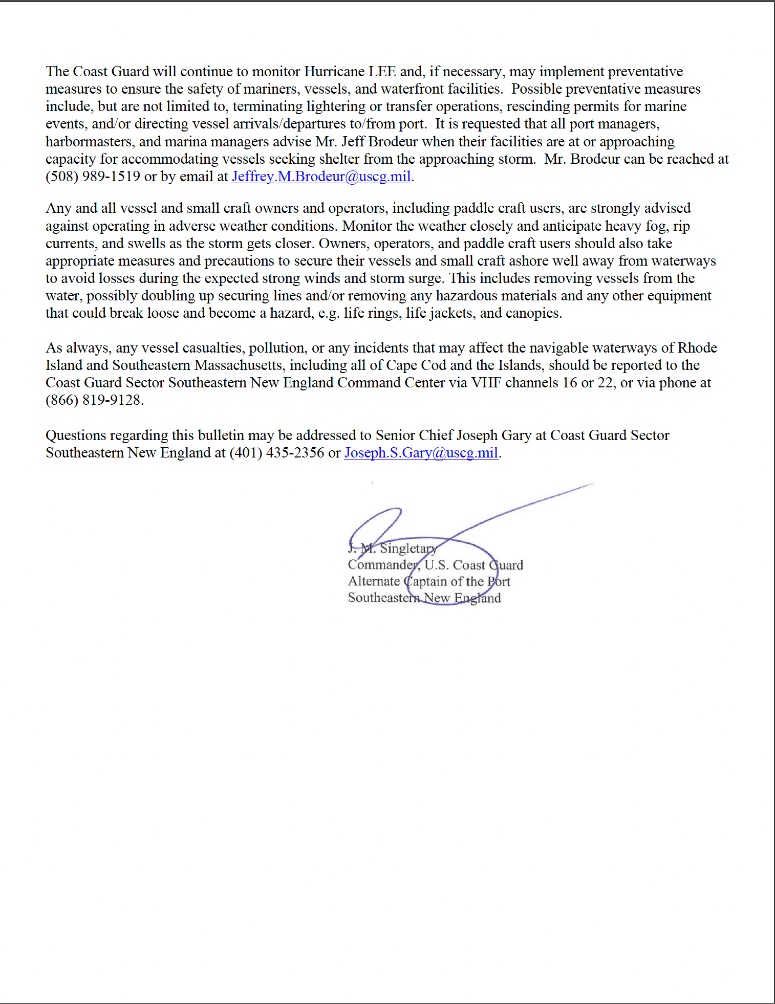 The Coast Guard will continue to monitor Hurricane LEE and, if necessary, may implement preventative
measures to ensure the safety of mariners, vessels, and waterfront facilities.  Possible preventative measures
include, but are not limited to, terminating lightering or transfer operations, rescinding permits for marine
events, and/or directing vessel arrivals/departures to/from port.  It is requested that all port managers,
harbormasters, and marina managers advise Mr. Jeff Brodeur when their facilities are at or approaching
capacity for accommodating vessels seeking shelter from the approaching storm.  Mr. Brodeur can be reached at
(508) 989-1519 or by email at Jeffrey.M.Brodeur@uscg.mil.
Any and all vessel and small craft owners and operators, including paddle craft users, are strongly advised
against operating in adverse weather conditions. Monitor the weather closely and anticipate heavy fog, rip
currents, and swells as the storm gets closer. Owners, operators, and paddle craft users should also take
appropriate measures and precautions to secure their vessels and small craft ashore well away from waterways
to avoid losses during the expected strong winds and storm surge. This includes removing vessels from the
water, possibly doubling up securing lines and/or removing any hazardous materials and any other equipment
that could break loose and become a hazard, e.g. life rings, life jackets, and canopies.
As always, any vessel casualties, pollution, or any incidents that may affect the navigable waterways of Rhode
Island and Southeastern Massachusetts, including all of Cape Cod and the Islands, should be reported to the
Coast Guard Sector Southeastern New England Command Center via VHF channels 16 or 22, or via phone at
(866) 819-9128.
Questions regarding this bulletin may be addressed to Senior Chief Joseph Gary at Coast Guard Sector
Southeastern New England at (401) 435-2356 or Joseph.S.Gary@uscg.mil.
J. M. Singletary
Commander, U.S. Coast Guard
Alternate Captain of the Port
Southeastern New England